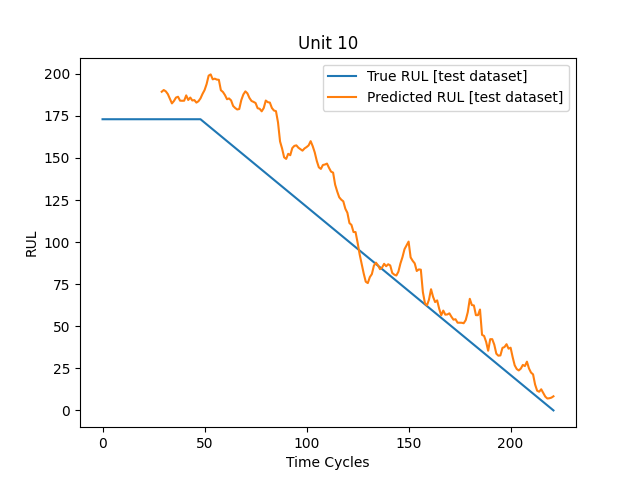 Unit 10
True RUL [test dataset]
Predicted RUL [test dataset]
200
175
150
125
100
75
50
25
0
RUL
0 50 100 150 200
Time Cycles